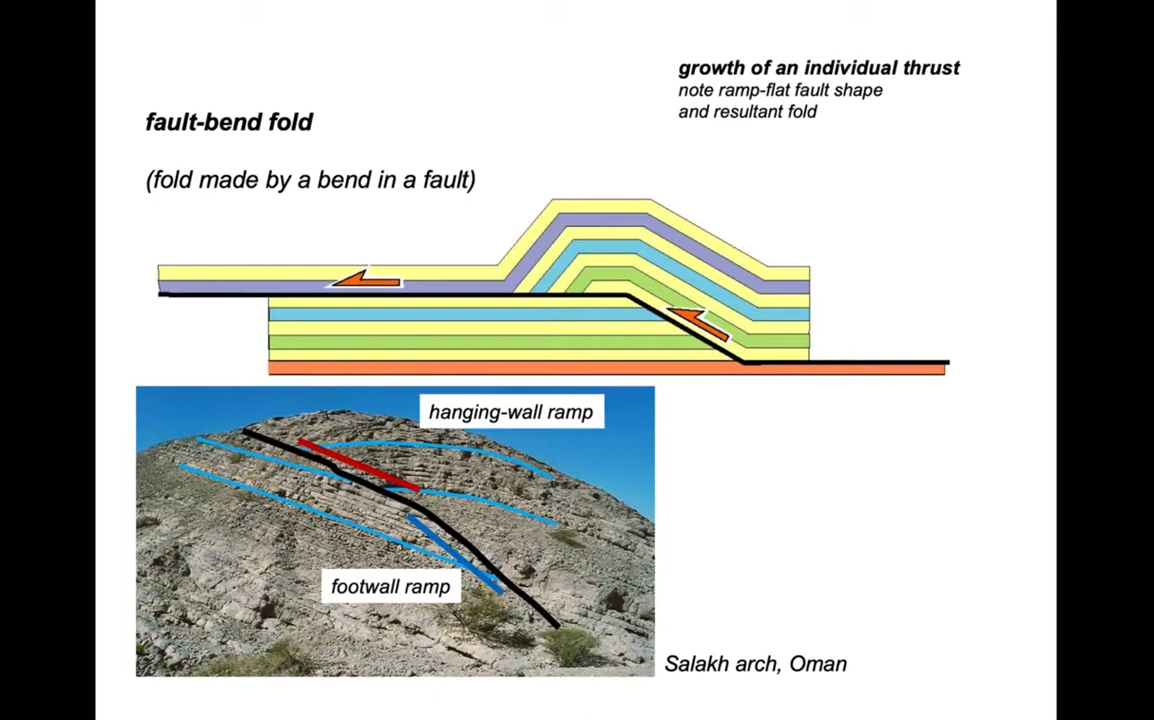 growth of an individual thrust
note ramp-flat fault shape
and resultant fold
fault-bend fold
(fold made by a bend in a fault)
hanging-wall ramp
footwall ramp
Salakh arch, Oman